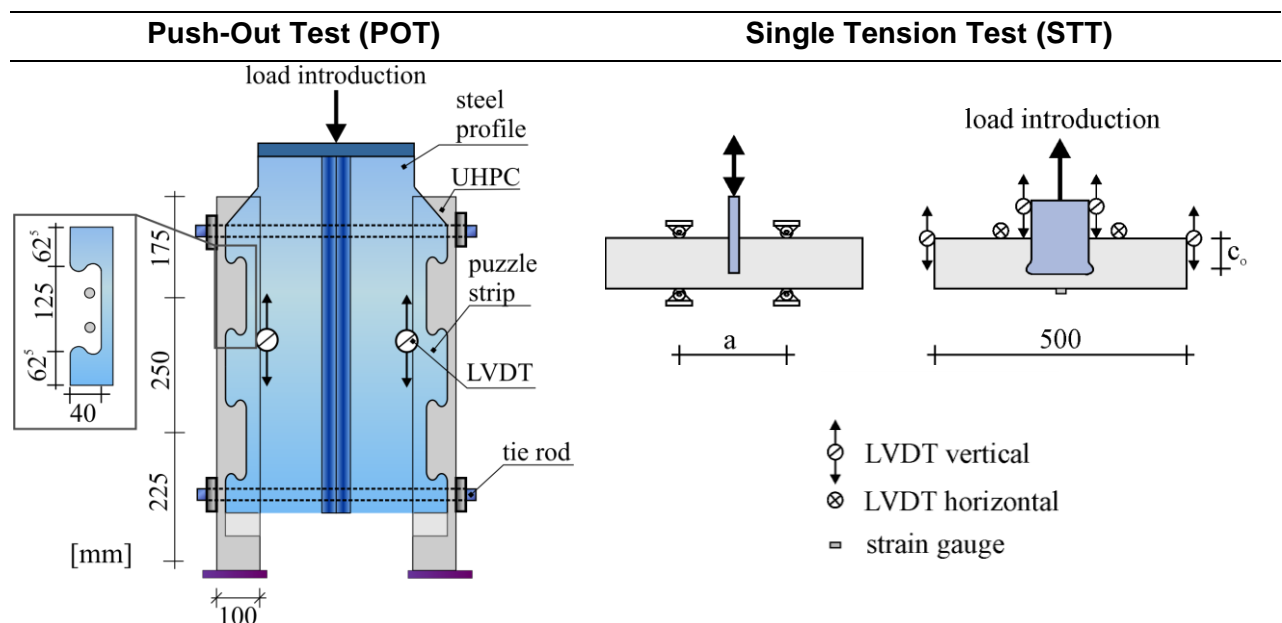 Push-Out Test (POT)
Single Tension Test (STT)
load introduction
steel
profile
UHPC
puzzle
strip
LVDT
tie rod
175
250
225
[mm]
100
62⁵
125
62⁵
40
load introduction
a
500
c₀
LVDT vertical
LVDT horizontal
strain gauge